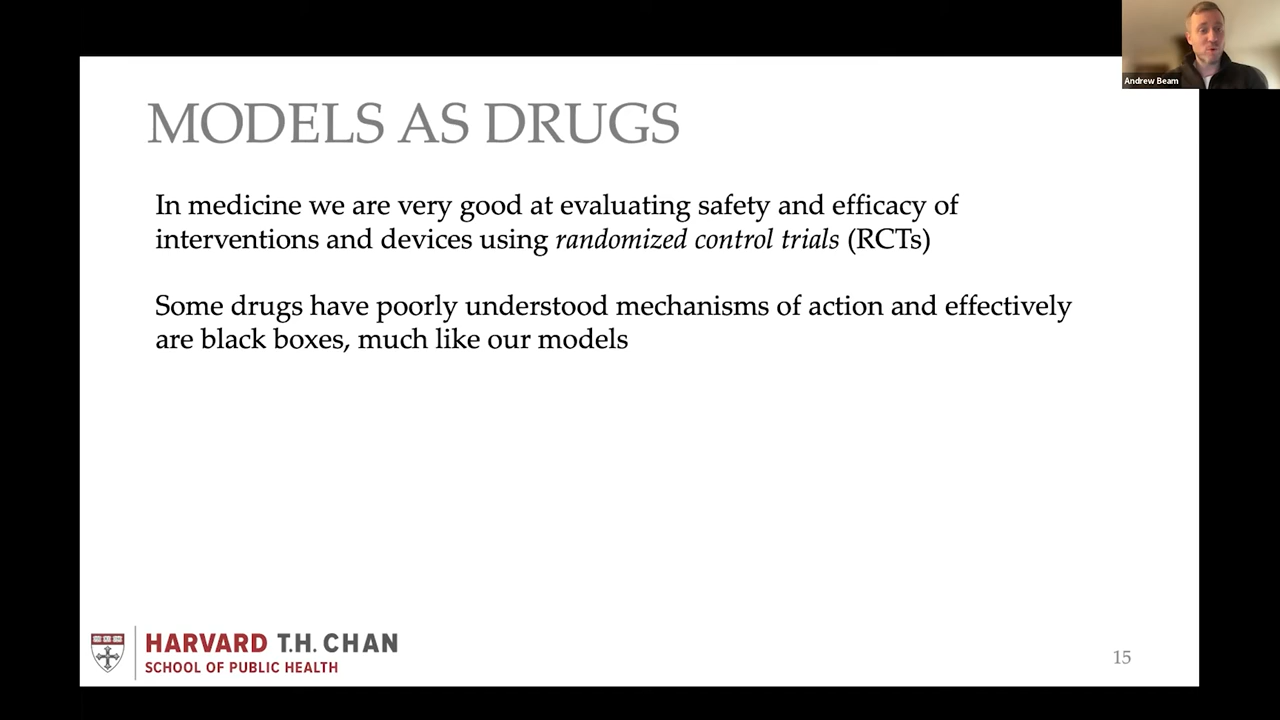 Andrew Beam
MODELS AS DRUGS
In medicine we are very good at evaluating safety and efficacy of
interventions and devices using randomized control trials (RCTs)
Some drugs have poorly understood mechanisms of action and effectively
are black boxes, much like our models
HARVARD T.H. CHAN
SCHOOL OF PUBLIC HEALTH
15